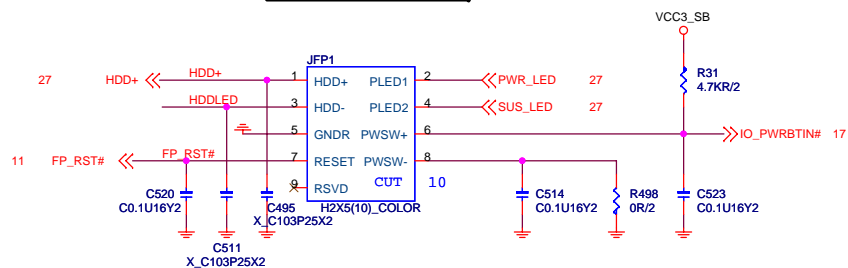 VCC3_SB
R31
4.7KR/2
JFP1
27 HDD+ HDD+ 1 HDD+ PLED1 2 PWR_LED 27
HDDLED 3 HDD- PLED2 4 SUS_LED 27
5 GNDR PWSW+ 6 IO_PWRBTIN# 17
11 FP_RST# FP_RST# 7 RESET PWSW- 8
9 RSVD CUT 10
H2X5(10)_COLOR
C520
C0.1U16Y2
C495
X_C103P25X2
C511
X_C103P25X2
C514
C0.1U16Y2
R498
0R/2
C523
C0.1U16Y2